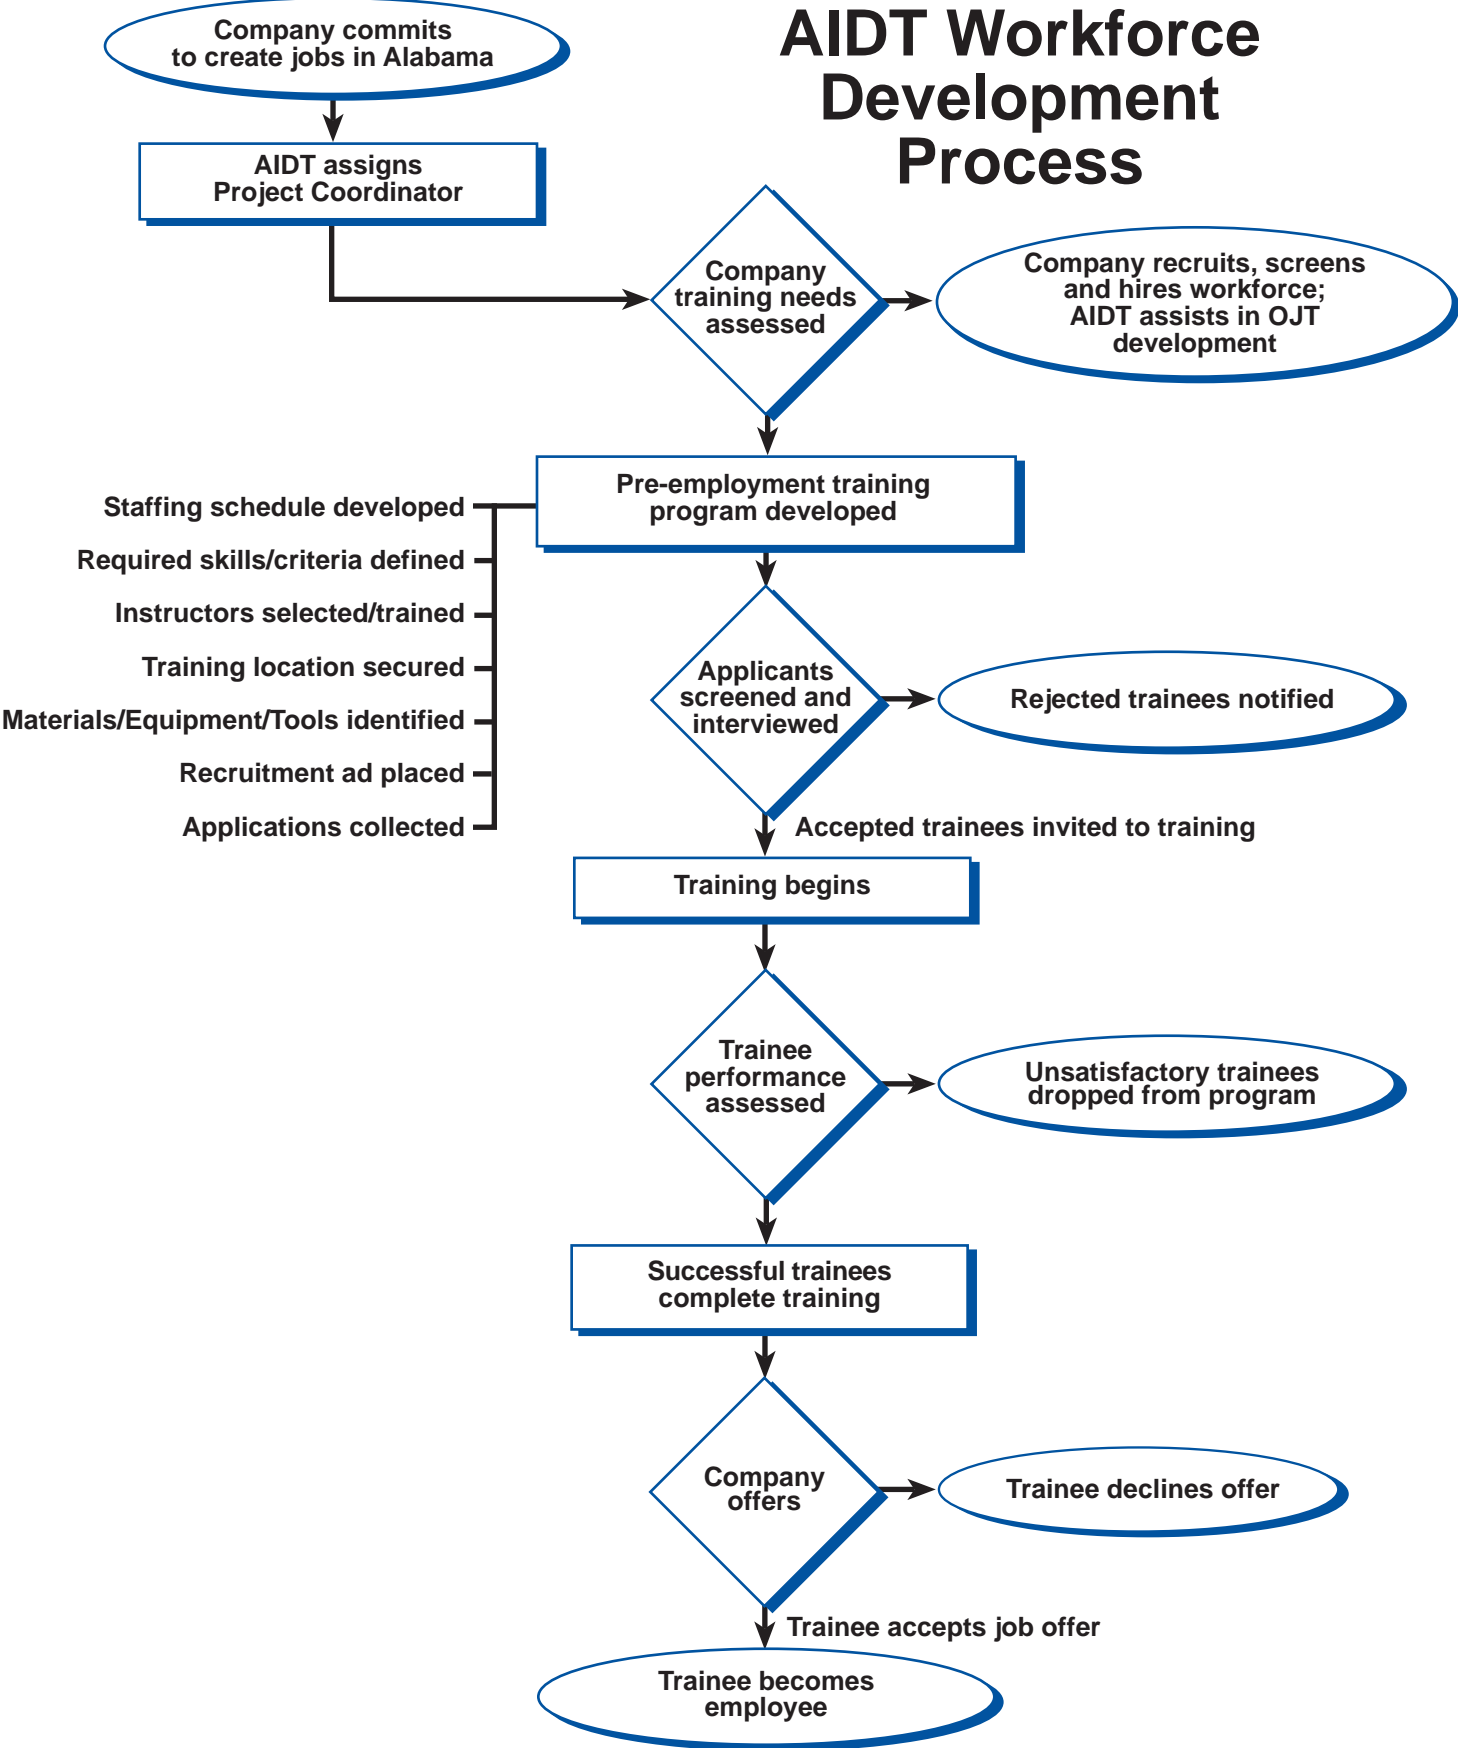 AIDT Workforce
Development
Process
Company commits
to create jobs in Alabama
AIDT assigns
Project Coordinator
Company
training needs
assessed
Company recruits, screens
and hires workforce;
AIDT assists in OJT
development
Pre-employment training
program developed
Staffing schedule developed
Required skills/criteria defined
Instructors selected/trained
Training location secured
Materials/Equipment/Tools identified
Recruitment ad placed
Applications collected
Applicants
screened and
interviewed
Rejected trainees notified
Accepted trainees invited to training
Training begins
Trainee
performance
assessed
Unsatisfactory trainees
dropped from program
Successful trainees
complete training
Company
offers
Trainee declines offer
Trainee accepts job offer
Trainee becomes
employee